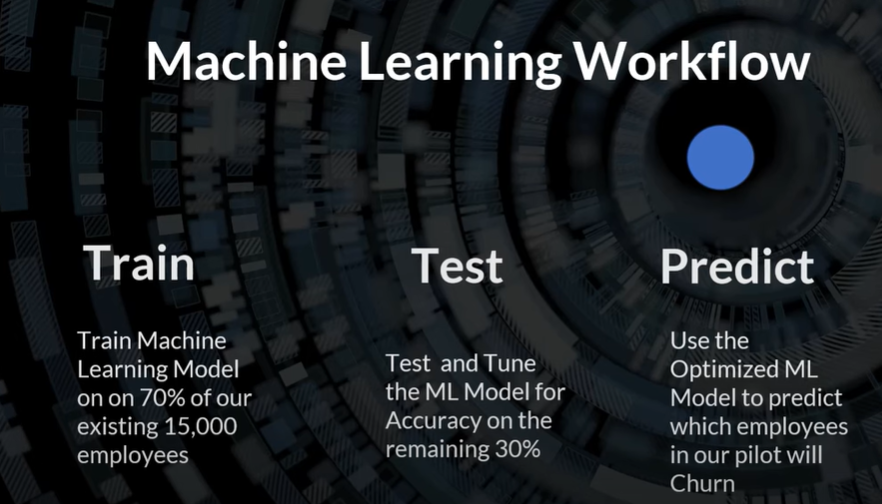 Machine Learning Workflow
Train
Test
Predict
Train Machine
Learning Model
on on 70% of our
existing 15,000
employees
Test and Tune
the ML Model for
Accuracy on the
remaining 30%
Use the
Optimized ML
Model to predict
which employees
in our pilot will
Churn